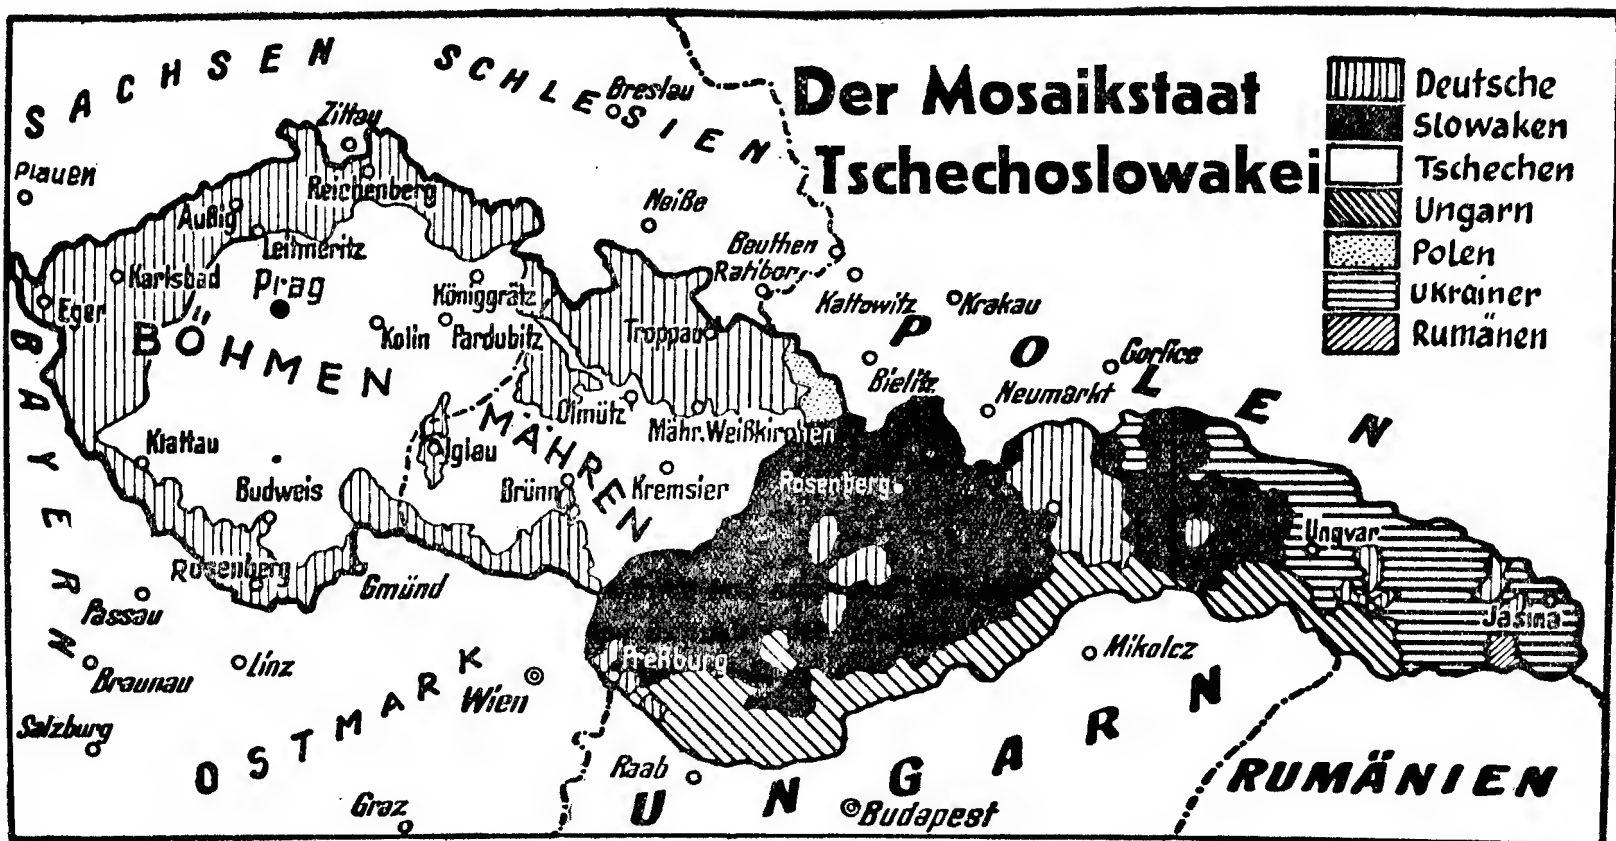 Der Mosaikstaat
Tschechoslowakei
Deutsche
Slowaken
Tschechen
Ungarn
Polen
Ukrainer
Rumänen
SACHSEN
SCHLESIEN
Breslau
Zittau
Plauen
Reichenberg
Außig
Leitmeritz
Neiße
Beuthen
Ratibor
Karlsbad
Prag
Königgrätz
Kattowitz
Krakau
Eger
BÖHMEN
Kolin
Pardubitz
Troppau
POLEN
Gorlice
Bielitz
Neumarkt
BAYERN
Olmütz
MÄHREN
Mähr. Weißkirchen
Klattau
Iglau
Budweis
Brünn
Kremsier
Rosenberg
Ungvar
Rosenberg
Gmünd
Passau
Jasina
Preßburg
Mikolcz
Braunau
Linz
OSTMARK
Wien
Salzburg
UNGARN
Raab
RUMÄNIEN
Graz
Budapest